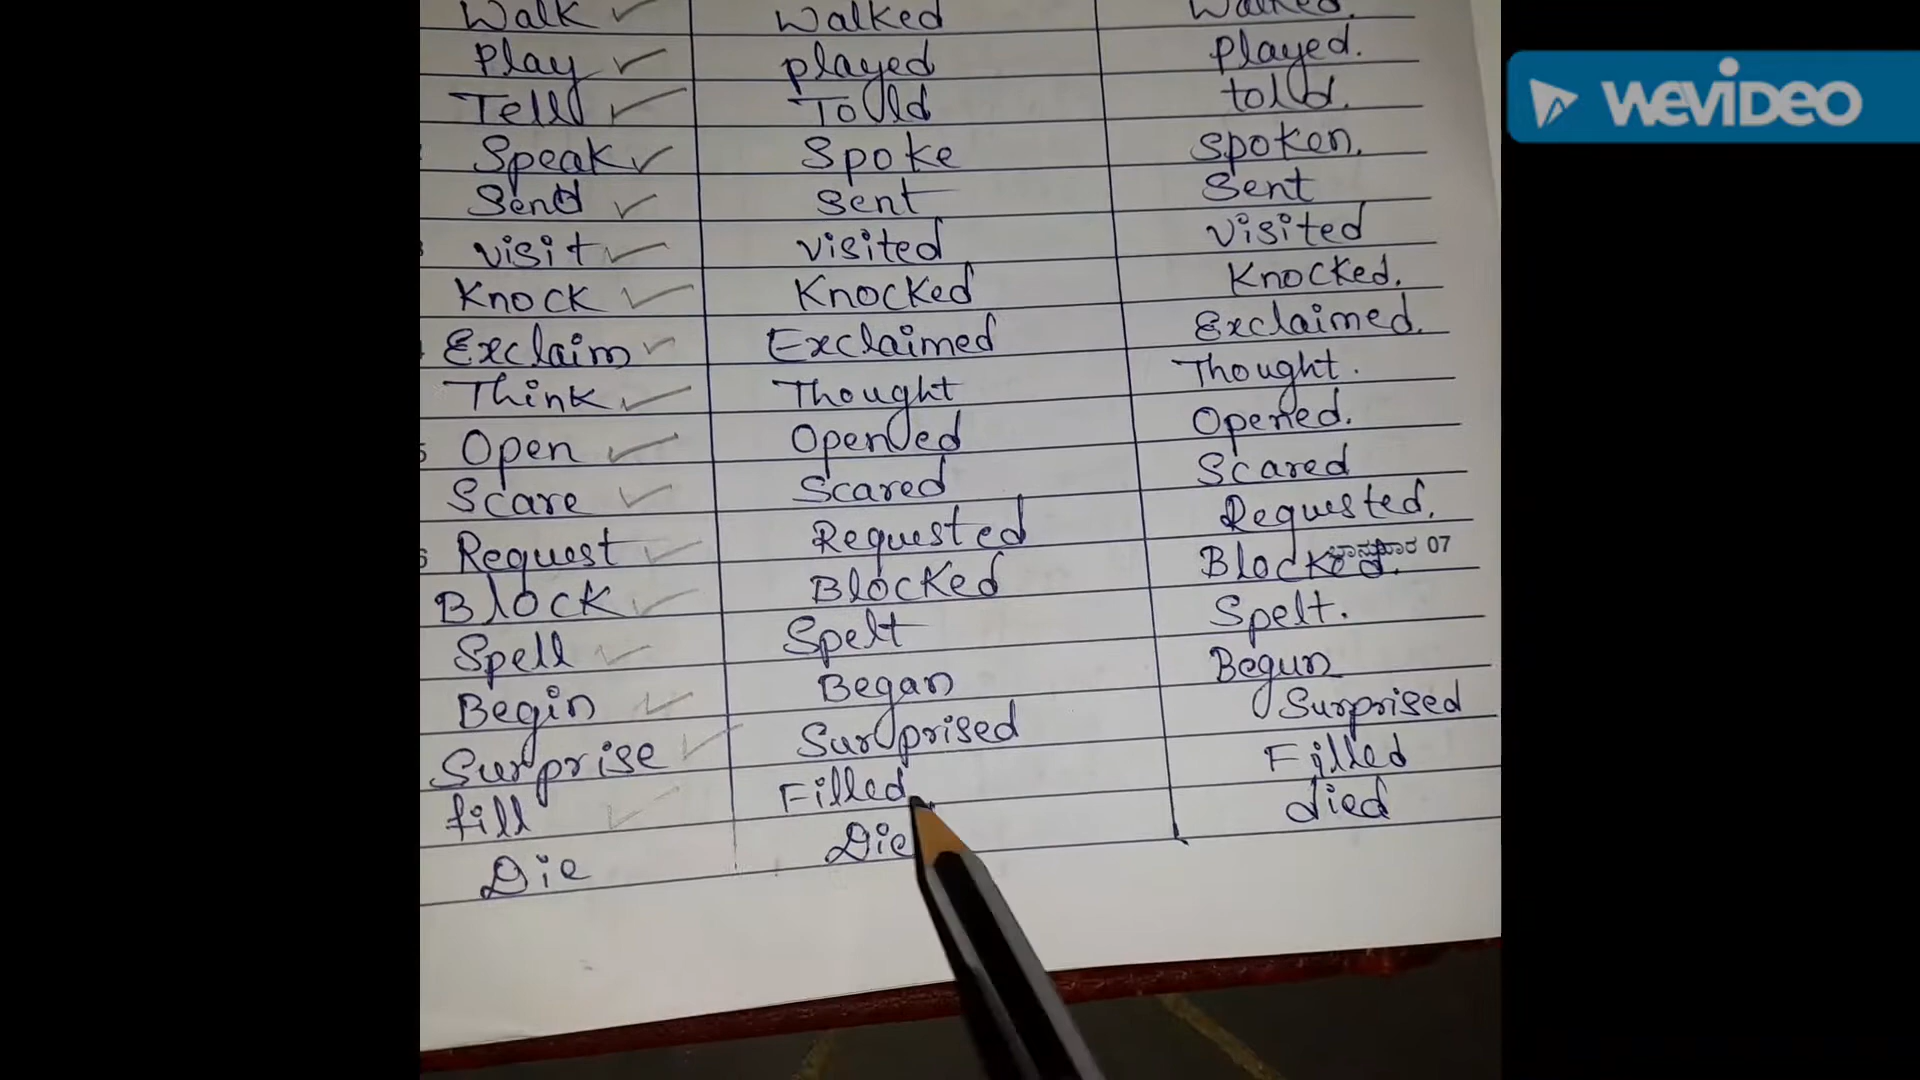 Walk Walked Walked.
Play played Played.
Tell Told told.
Speak Spoke Spoken.
Send Sent Sent
Visit Visited Visited
Knock Knocked Knocked.
Exclaim Exclaimed Exclaimed.
Think Thought Thought.
Open Opened Opened.
Scare Scared Scared
Request Requested Requested.
Block Blocked Blocked.
Spell Spelt Spelt.
Begin Began Begun
Surprise Surprised Surprised
fill Filled Filled
Die Die died
WEVIDEO
07